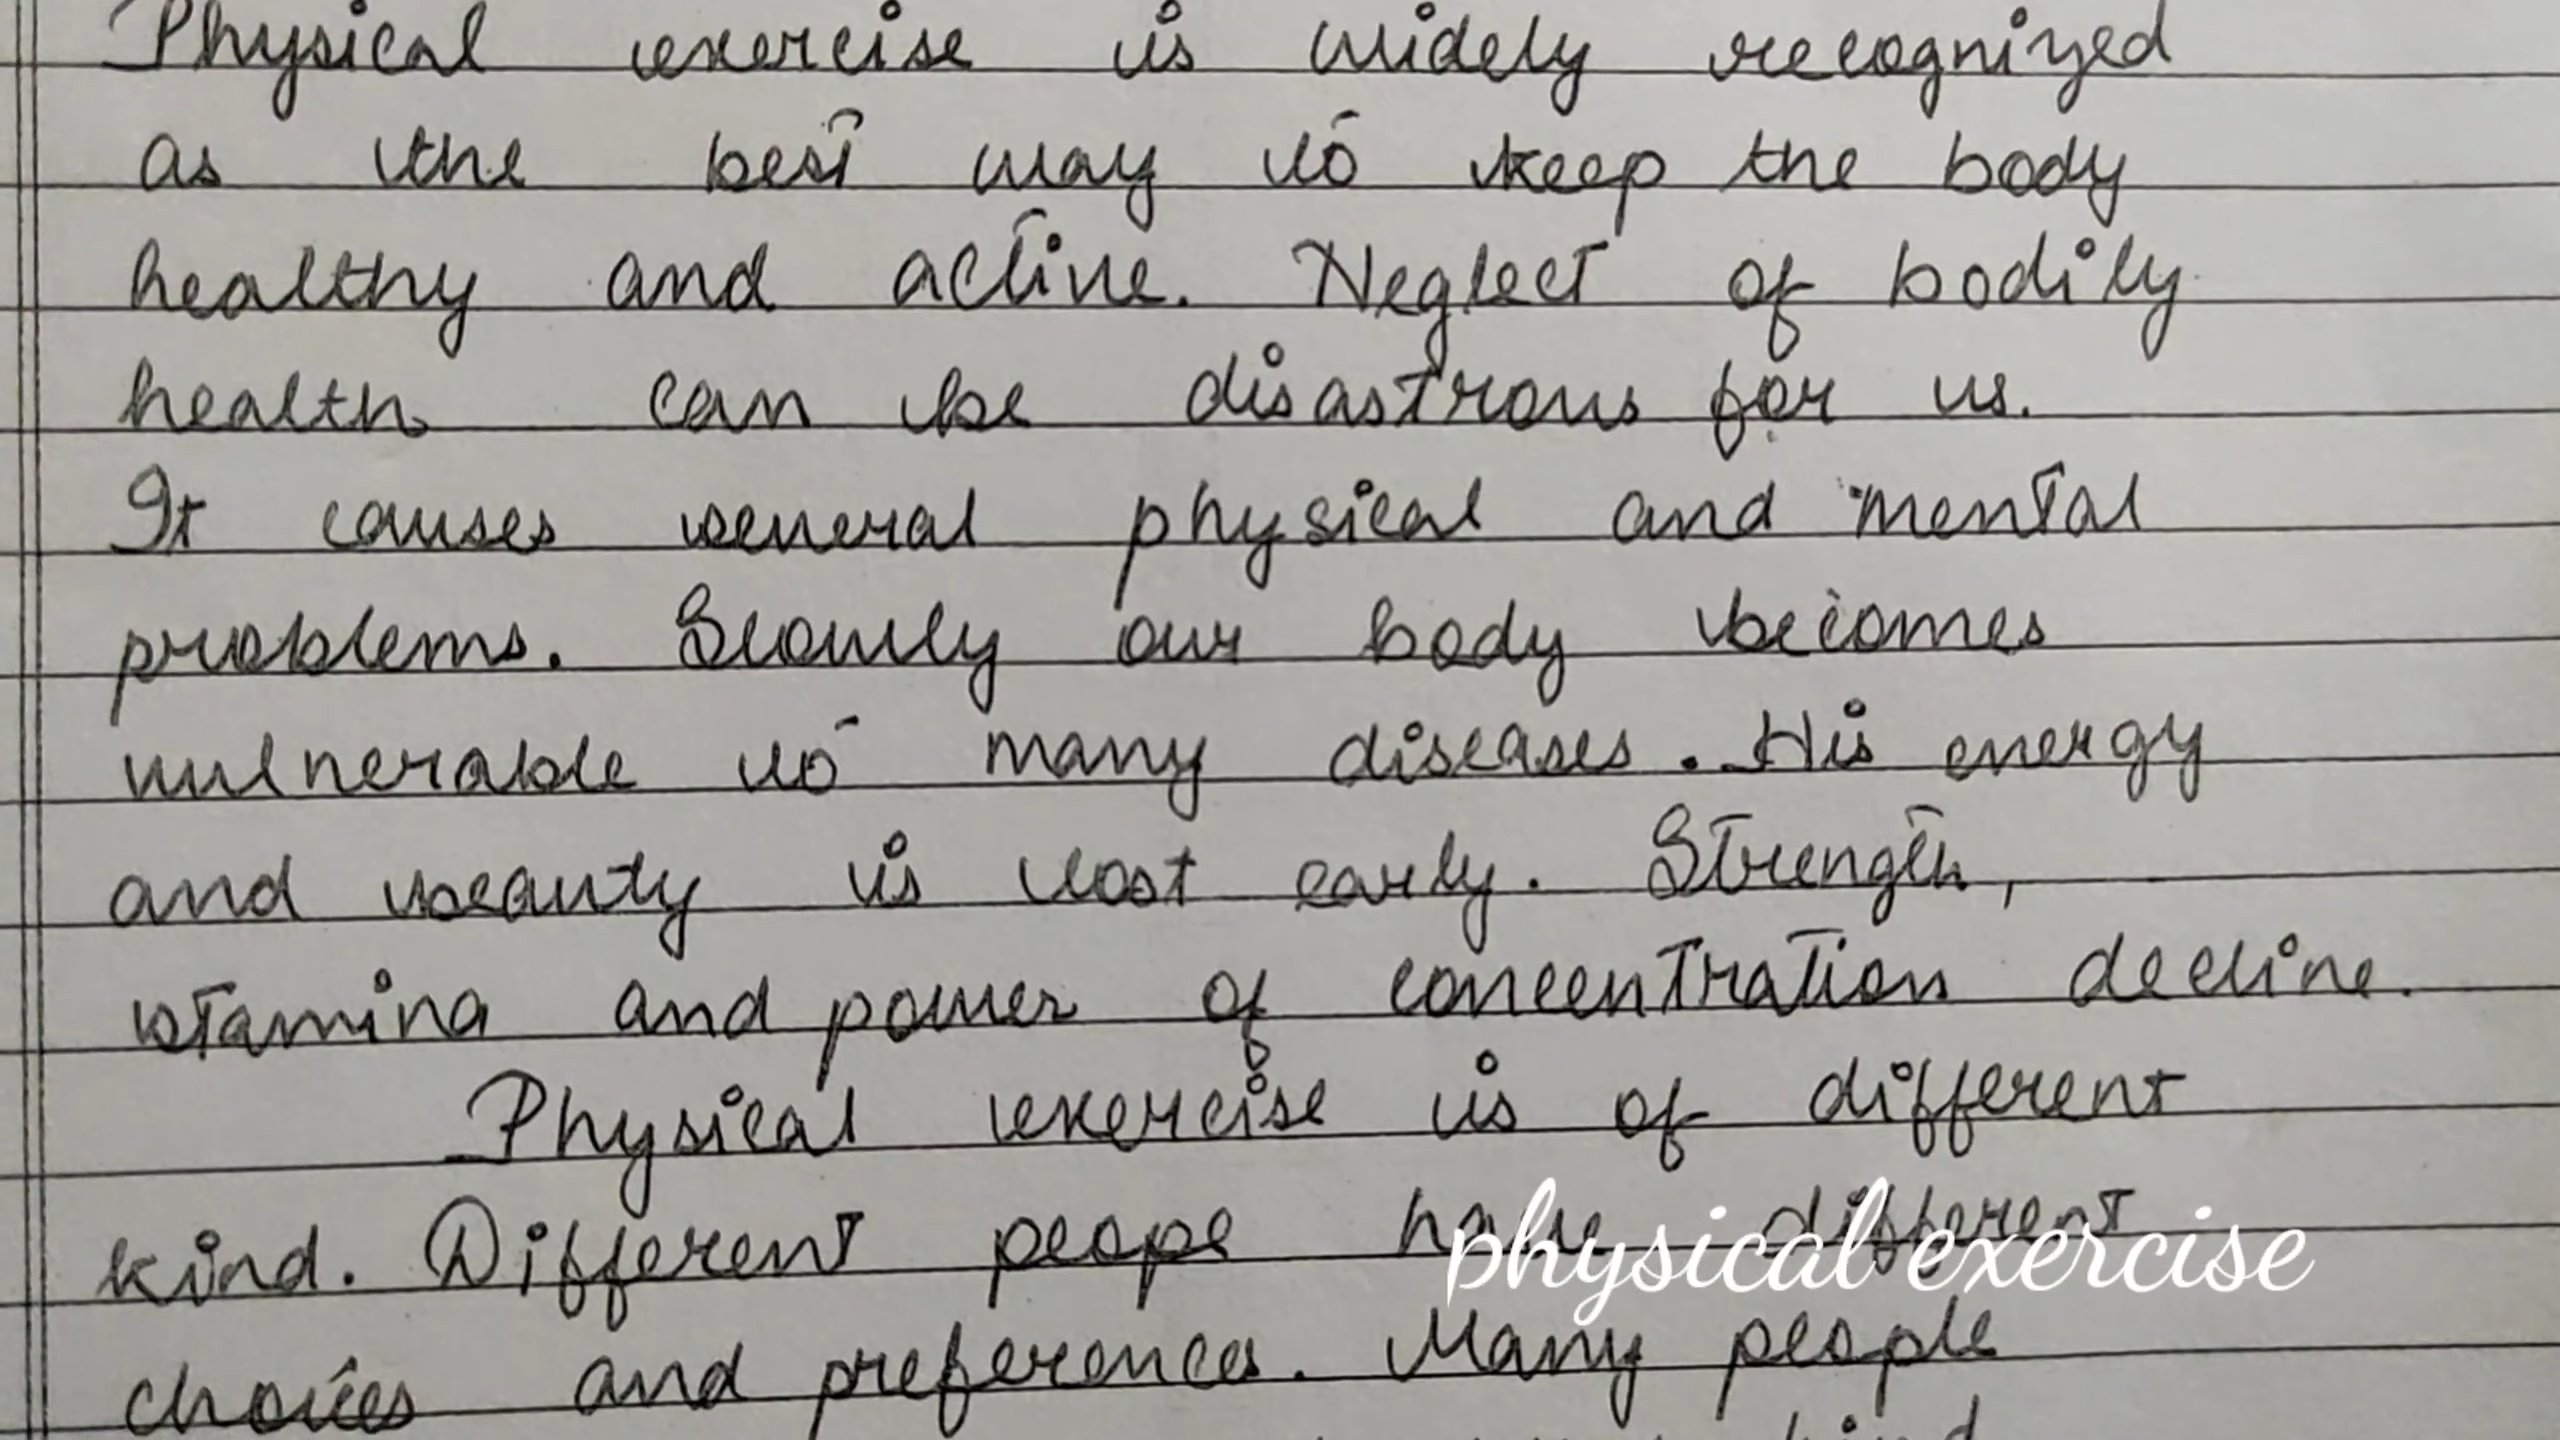 Physical exercise is widely recognized
as the best way to keep the body
healthy and active. Neglect of bodily
health can be disastrous for us.
It causes several physical and mental
problems. Slowly our body becomes
vulnerable to many diseases. His energy
and beauty is lost early. Strength,
stamina and power of concentration decline.
Physical exercise is of different
kind. Different peope have different
physical exercise
choices and preferences. Many people
kind